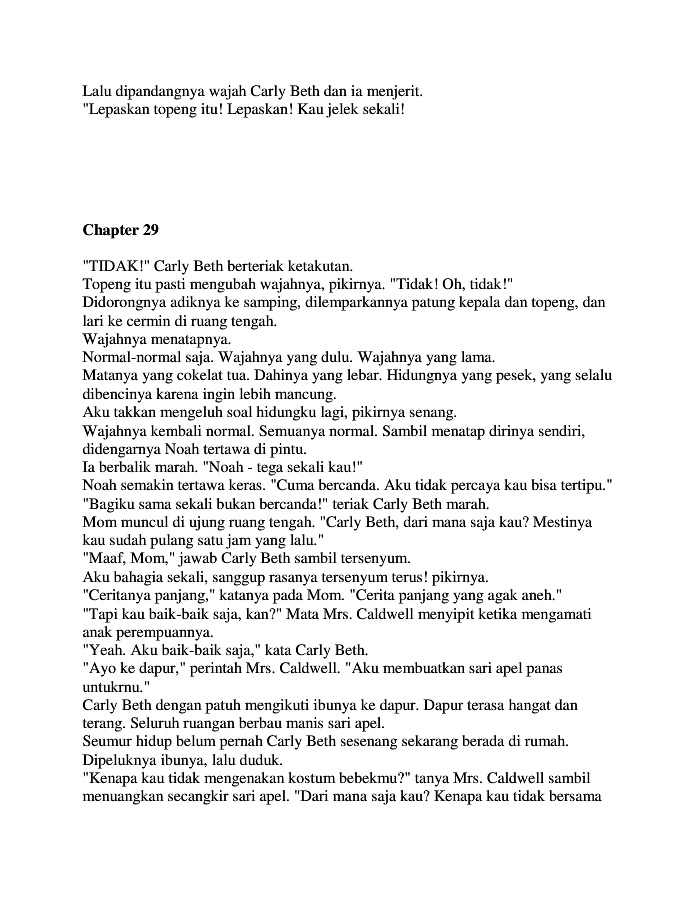 Lalu dipandangnya wajah Carly Beth dan ia menjerit.
"Lepaskan topeng itu! Lepaskan! Kau jelek sekali!
Chapter 29
"TIDAK!" Carly Beth berteriak ketakutan.
Topeng itu pasti mengubah wajahnya, pikirnya. "Tidak! Oh, tidak!"
Didorongnya adiknya ke samping, dilemparkannya patung kepala dan topeng, dan
lari ke cermin di ruang tengah.
Wajahnya menatapnya.
Normal-normal saja. Wajahnya yang dulu. Wajahnya yang lama.
Matanya yang cokelat tua. Dahinya yang lebar. Hidungnya yang pesek, yang selalu
dibencinya karena ingin lebih mancung.
Aku takkan mengeluh soal hidungku lagi, pikirnya senang.
Wajahnya kembali normal. Semuanya normal. Sambil menatap dirinya sendiri,
didengarnya Noah tertawa di pintu.
Ia berbalik marah. "Noah - tega sekali kau!"
Noah semakin tertawa keras. "Cuma bercanda. Aku tidak percaya kau bisa tertipu."
"Bagiku sama sekali bukan bercanda!" teriak Carly Beth marah.
Mom muncul di ujung ruang tengah. "Carly Beth, dari mana saja kau? Mestinya
kau sudah pulang satu jam yang lalu."
"Maaf, Mom," jawab Carly Beth sambil tersenyum.
Aku bahagia sekali, sanggup rasanya tersenyum terus! pikirnya.
"Ceritanya panjang," katanya pada Mom. "Cerita panjang yang agak aneh."
"Tapi kau baik-baik saja, kan?" Mata Mrs. Caldwell menyipit ketika mengamati
anak perempuannya.
"Yeah. Aku baik-baik saja," kata Carly Beth.
"Ayo ke dapur," perintah Mrs. Caldwell. "Aku membuatkan sari apel panas
untukrnu."
Carly Beth dengan patuh mengikuti ibunya ke dapur. Dapur terasa hangat dan
terang. Seluruh ruangan berbau manis sari apel.
Seumur hidup belum pernah Carly Beth sesenang sekarang berada di rumah.
Dipeluknya ibunya, lalu duduk.
"Kenapa kau tidak mengenakan kostum bebekmu?" tanya Mrs. Caldwell sambil
menuangkan secangkir sari apel. "Dari mana saja kau? Kenapa kau tidak bersama